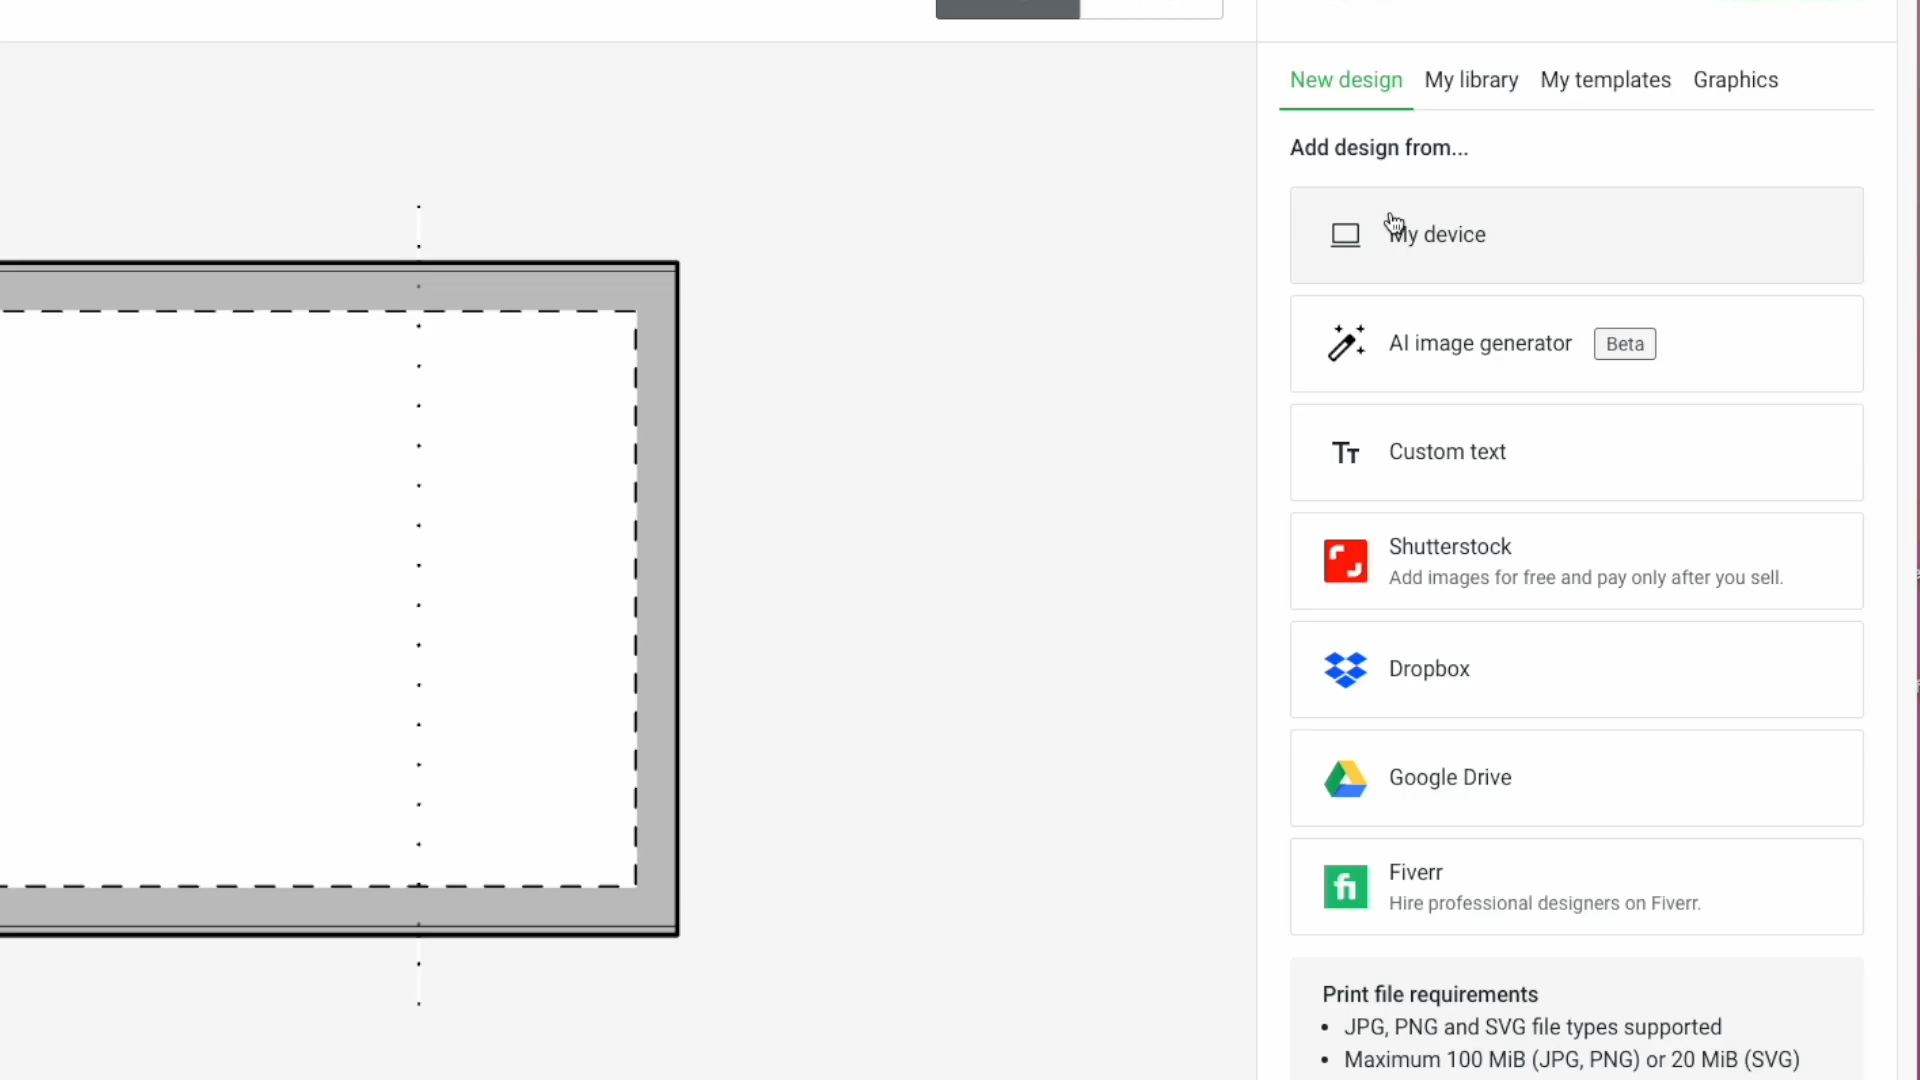 New design My library My templates Graphics
Add design from...
My device
AI image generator Beta
Custom text
Shutterstock
Add images for free and pay only after you sell.
Dropbox
Google Drive
Fiverr
Hire professional designers on Fiverr.
Print file requirements
• JPG, PNG and SVG file types supported
• Maximum 100 MiB (JPG, PNG) or 20 MiB (SVG)